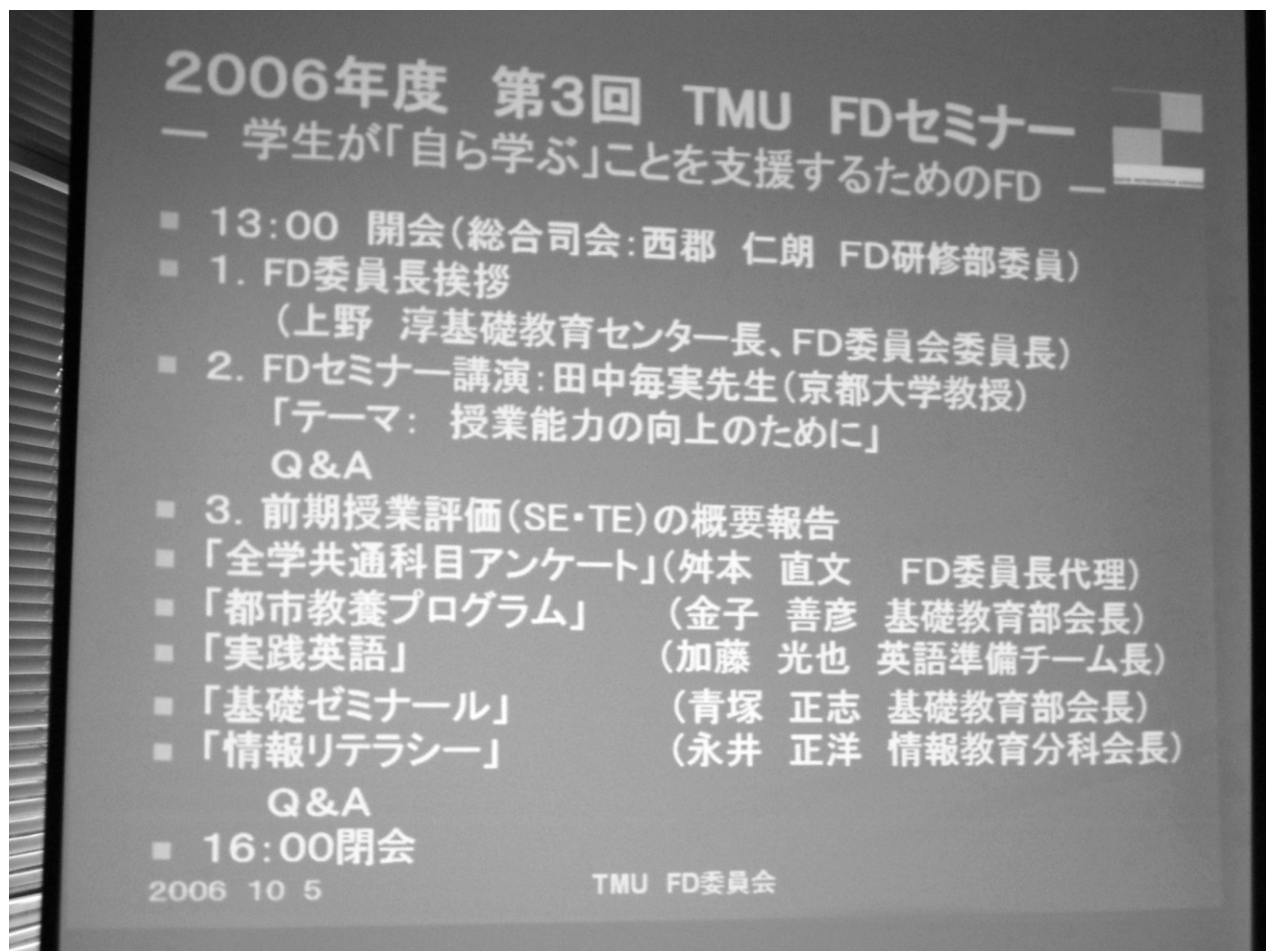 2006年度 第3回 TMU FDセミナー
― 学生が「自ら学ぶ」ことを支援するためのFD ―
■ 13:00 開会(総合司会:西郡 仁朗 FD研修部委員)
■ 1. FD委員長挨拶
(上野 淳基礎教育センター長、FD委員会委員長)
■ 2. FDセミナー講演:田中毎実先生(京都大学教授)
「テーマ: 授業能力の向上のために」
Q&A
■ 3. 前期授業評価(SE・TE)の概要報告
■ 「全学共通科目アンケート」(舛本 直文 FD委員長代理)
■ 「都市教養プログラム」 (金子 善彦 基礎教育部会長)
■ 「実践英語」 (加藤 光也 英語準備チーム長)
■ 「基礎ゼミナール」 (青塚 正志 基礎教育部会長)
■ 「情報リテラシー」 (永井 正洋 情報教育分科会長)
Q&A
■ 16:00閉会
2006 10 5 TMU FD委員会